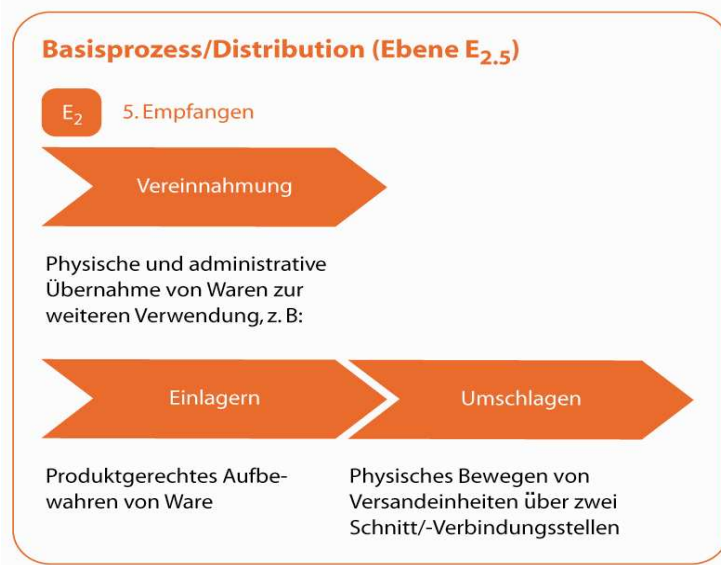 Basisprozess/Distribution (Ebene E2.5)
E2 5. Empfangen
Vereinnahmung
Physische und administrative
Übernahme von Waren zur
weiteren Verwendung, z. B:
Einlagern
Umschlagen
Produktgerechtes Aufbe-
wahren von Ware
Physisches Bewegen von
Versandeinheiten über zwei
Schnitt/-Verbindungsstellen